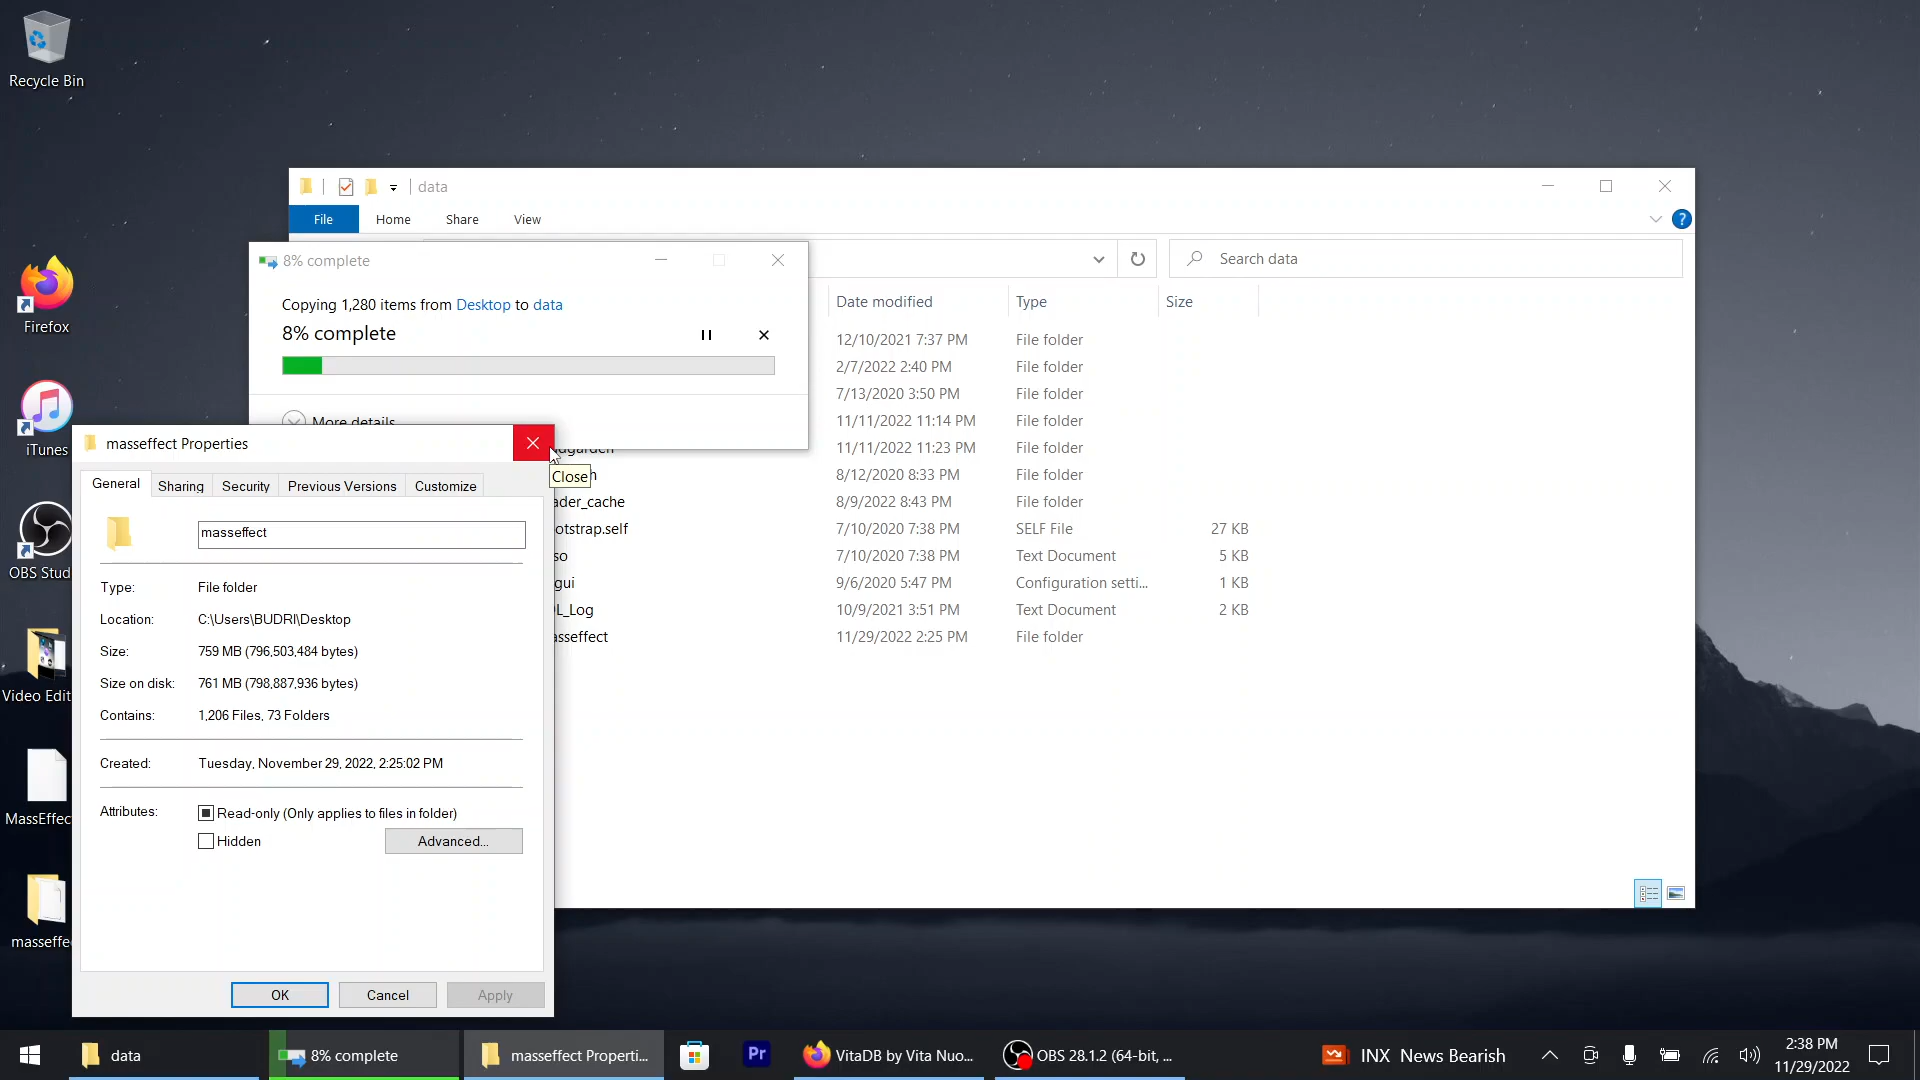 Recycle Bin
Firefox
iTunes
OBS Stud
Video Edit
MassEffec
masseffe
data
File
Home
Share
View
Search data
Date modified
Type
Size
12/10/2021 7:37 PM
File folder
2/7/2022 2:40 PM
File folder
7/13/2020 3:50 PM
File folder
11/11/2022 11:14 PM
File folder
11/11/2022 11:23 PM
File folder
8/12/2020 8:33 PM
File folder
ader_cache
8/9/2022 8:43 PM
File folder
otstrap.self
7/10/2020 7:38 PM
SELF File
27 KB
so
7/10/2020 7:38 PM
Text Document
5 KB
gui
9/6/2020 5:47 PM
Configuration setti...
1 KB
L_Log
10/9/2021 3:51 PM
Text Document
2 KB
asseffect
11/29/2022 2:25 PM
File folder
8% complete
Copying 1,280 items from Desktop to data
8% complete
More details
masseffect Properties
Close
General
Sharing
Security
Previous Versions
Customize
masseffect
Type:
File folder
Location:
C:\Users\BUDRI\Desktop
Size:
759 MB (796,503,484 bytes)
Size on disk:
761 MB (798,887,936 bytes)
Contains:
1,206 Files, 73 Folders
Created:
Tuesday, November 29, 2022, 2:25:02 PM
Attributes:
Read-only (Only applies to files in folder)
Hidden
Advanced...
OK
Cancel
Apply
data
8% complete
masseffect Properti...
Pr
VitaDB by Vita Nuo...
OBS 28.1.2 (64-bit, ...
INX News Bearish
2:38 PM
11/29/2022